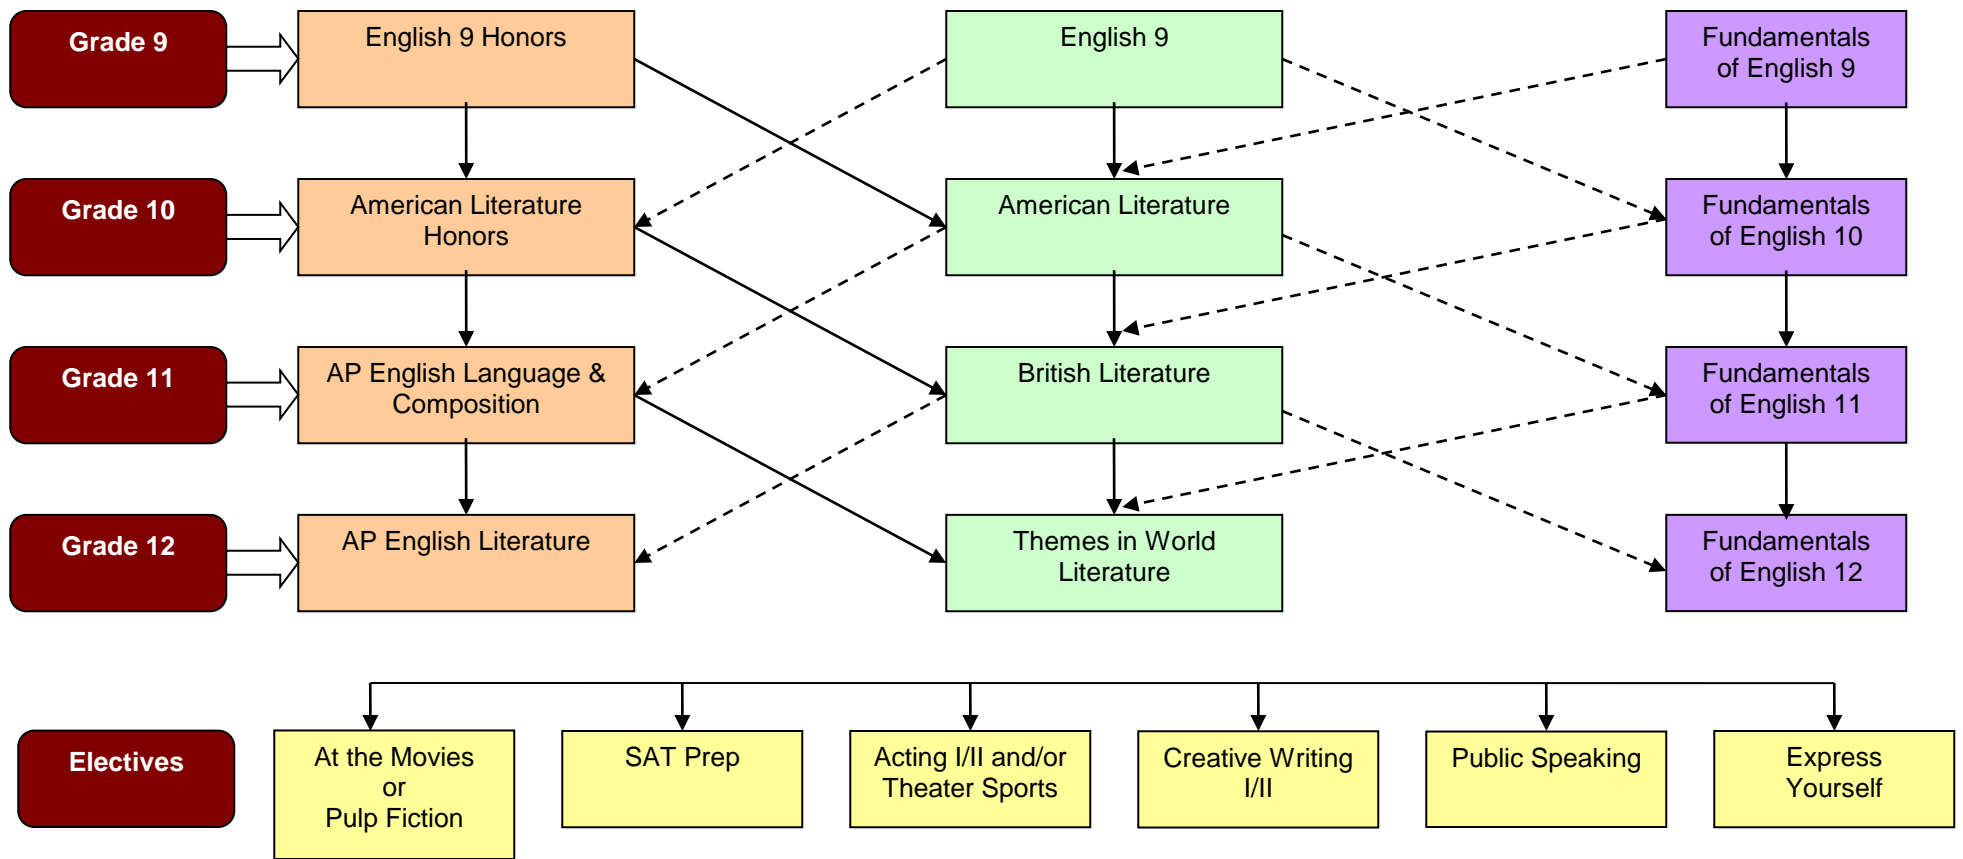 Grade 9
English 9 Honors
English 9
Fundamentals
of English 9
Grade 10
American Literature
Honors
American Literature
Fundamentals
of English 10
Grade 11
AP English Language &
Composition
British Literature
Fundamentals
of English 11
Grade 12
AP English Literature
Themes in World
Literature
Fundamentals
of English 12
Electives
At the Movies
or
Pulp Fiction
SAT Prep
Acting I/II and/or
Theater Sports
Creative Writing
I/II
Public Speaking
Express
Yourself